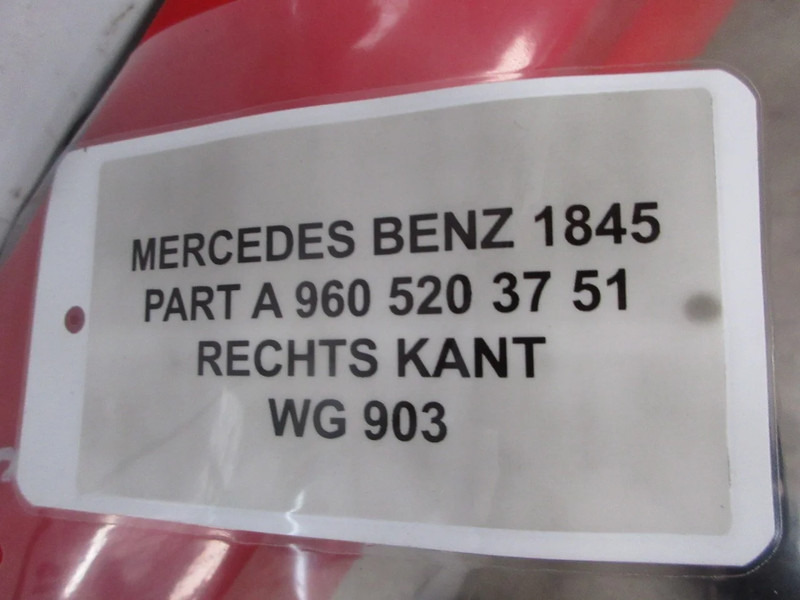 MERCEDES BENZ 1845
PART A 960 520 37 51
RECHTS KANT
WG 903